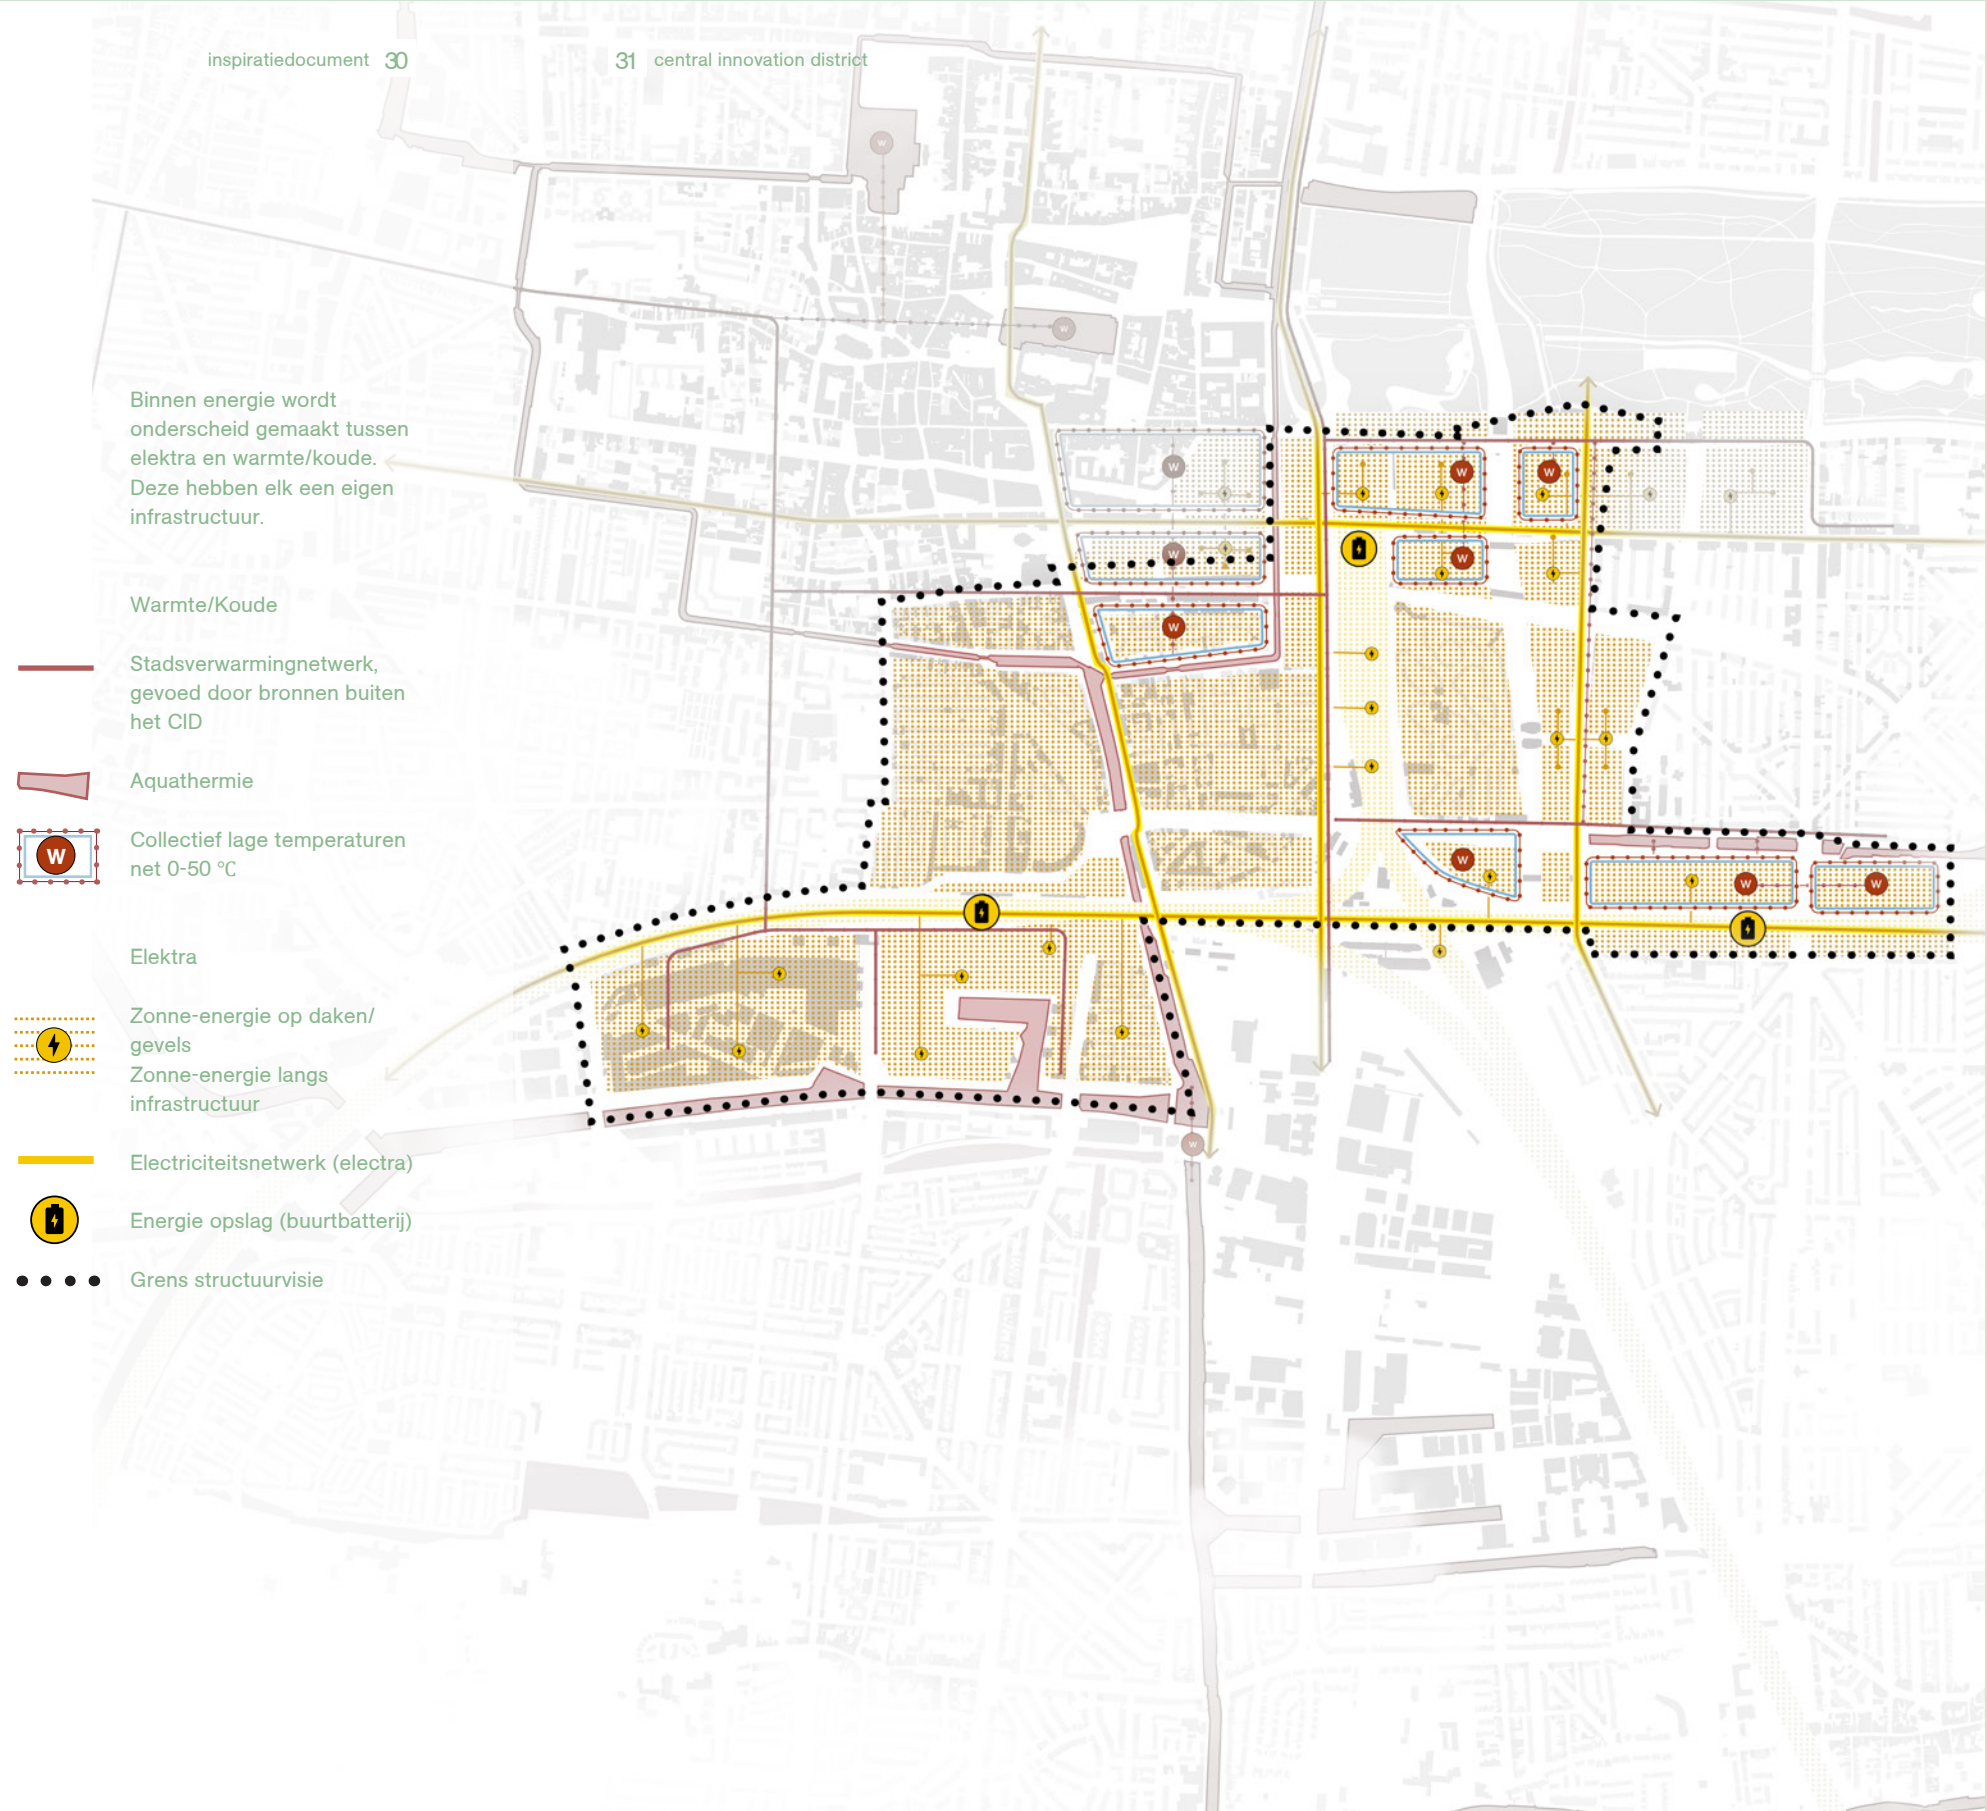 inspiratiedocument 30
31 central innovation district
Binnen energie wordt
onderscheid gemaakt tussen
elektra en warmte/koude.
Deze hebben elk een eigen
infrastructuur.
Warmte/Koude
Stadsverwarmingnetwerk,
gevoed door bronnen buiten
het CID
Aquathermie
W
Collectief lage temperaturen
net 0-50 °C
Elektra
Zonne-energie op daken/
gevels
Zonne-energie langs
infrastructuur
Electriciteitsnetwerk (electra)
Energie opslag (buurtbatterij)
Grens structuurvisie
W
W
W
W
W
W
W
W
W
W
W
W